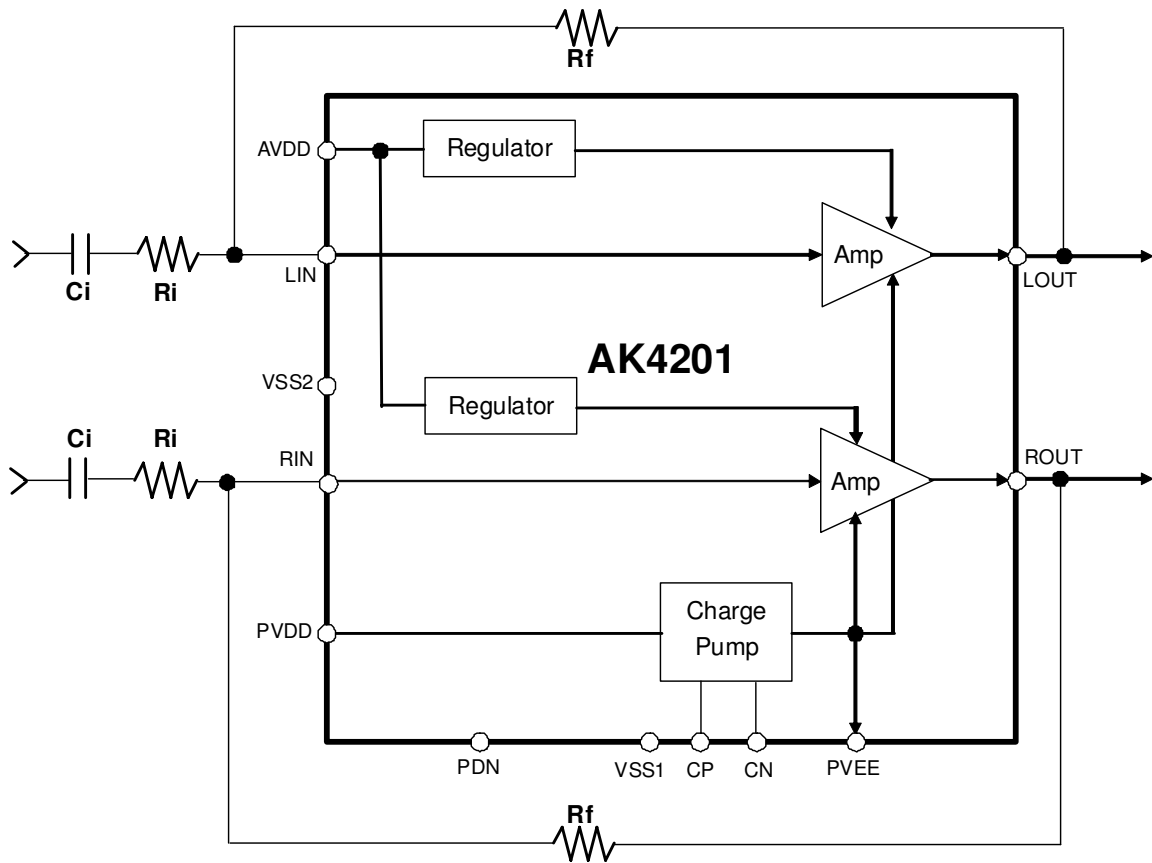 Rf
AVDD
Regulator
Amp
Ci
Ri
LIN
LOUT
AK4201
VSS2
Regulator
Ci
Ri
RIN
Amp
ROUT
Charge
Pump
PVDD
PDN
VSS1
CP
CN
PVEE
Rf